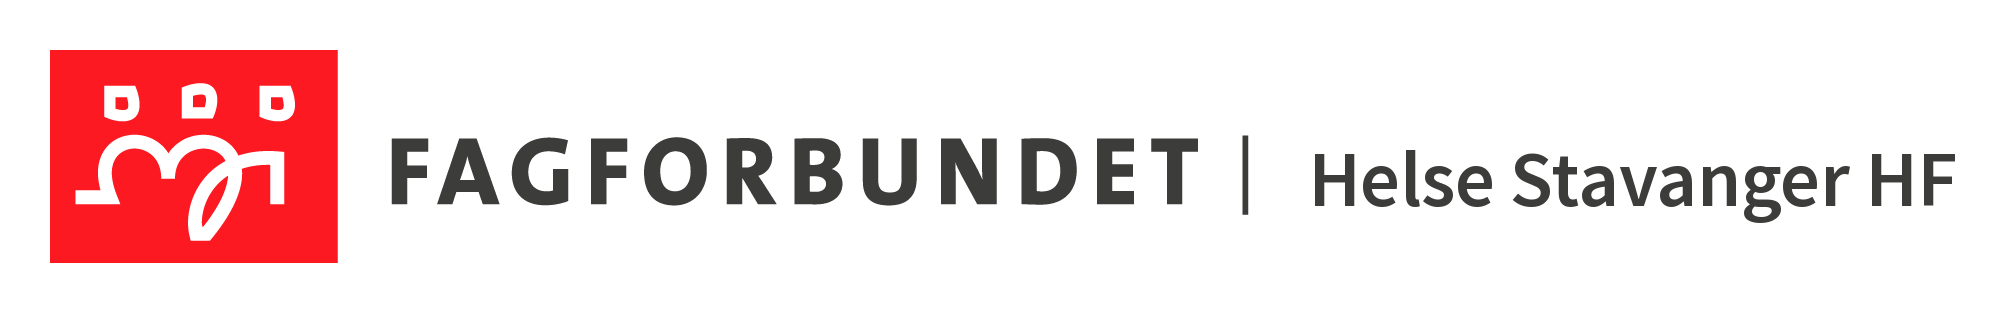 FAGFORBUNDET | Helse Stavanger HF